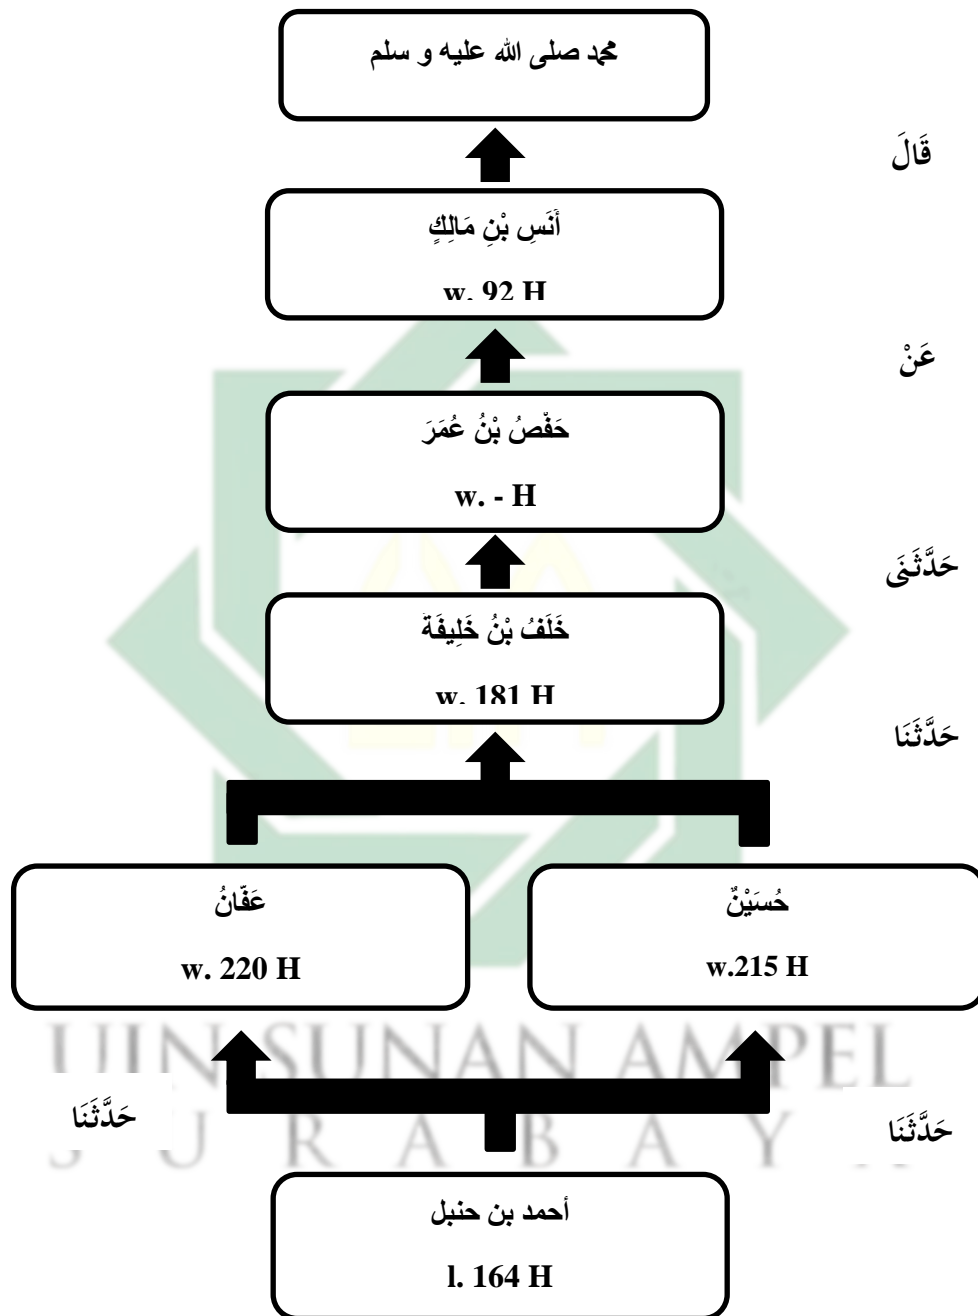 محمد صلى الله عليه و سلم
قَالَ
أَنَسِ بْنِ مَالِكٍ
w. 92 H
عَنْ
حَفْصُ بْنُ عُمَرَ
w. - H
حَدَّثَنَى
خَلَفُ بْنُ خَلِيفَةَ
w. 181 H
حَدَّثَنَا
عَفَّانُ
w. 220 H
حُسَيْنٌ
w.215 H
UIN SUNAN AMPEL
حَدَّثَنَا
حَدَّثَنَا
S U R A B A Y A
أحمد بن حنبل
l. 164 H